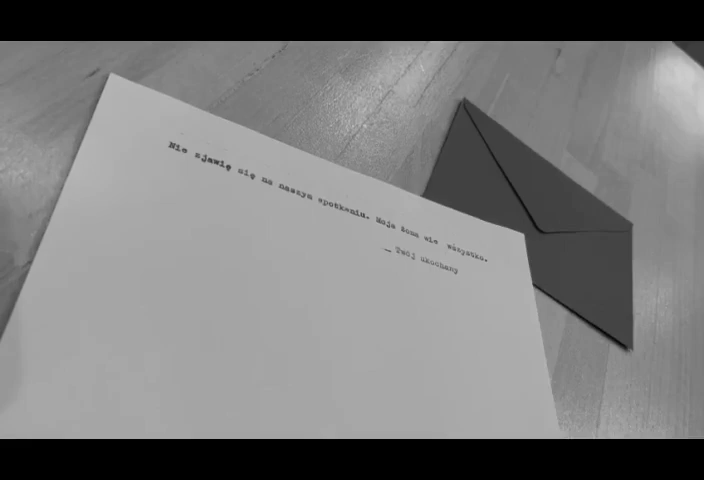 Nie zjawię się na naszym spotkaniu. Moja żona wie wszystko.
— Twój ukochany